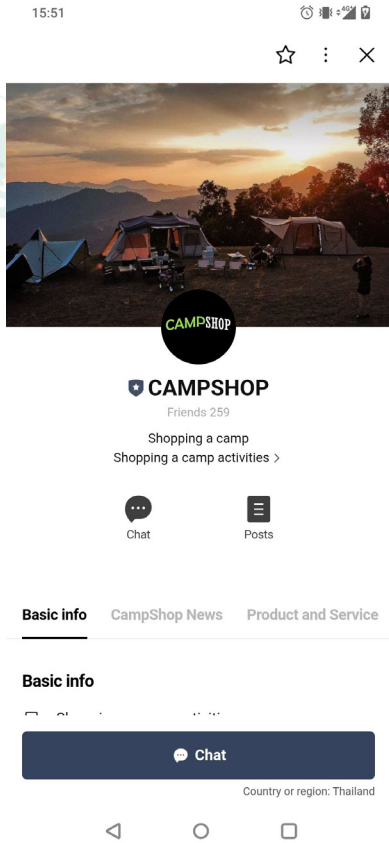 15:51
4G
CAMPSHOP
CAMPSHOP
Friends 259
Shopping a camp
Shopping a camp activities >
Chat
Posts
Basic info
CampShop News
Product and Service
Basic info
Chat
Country or region: Thailand